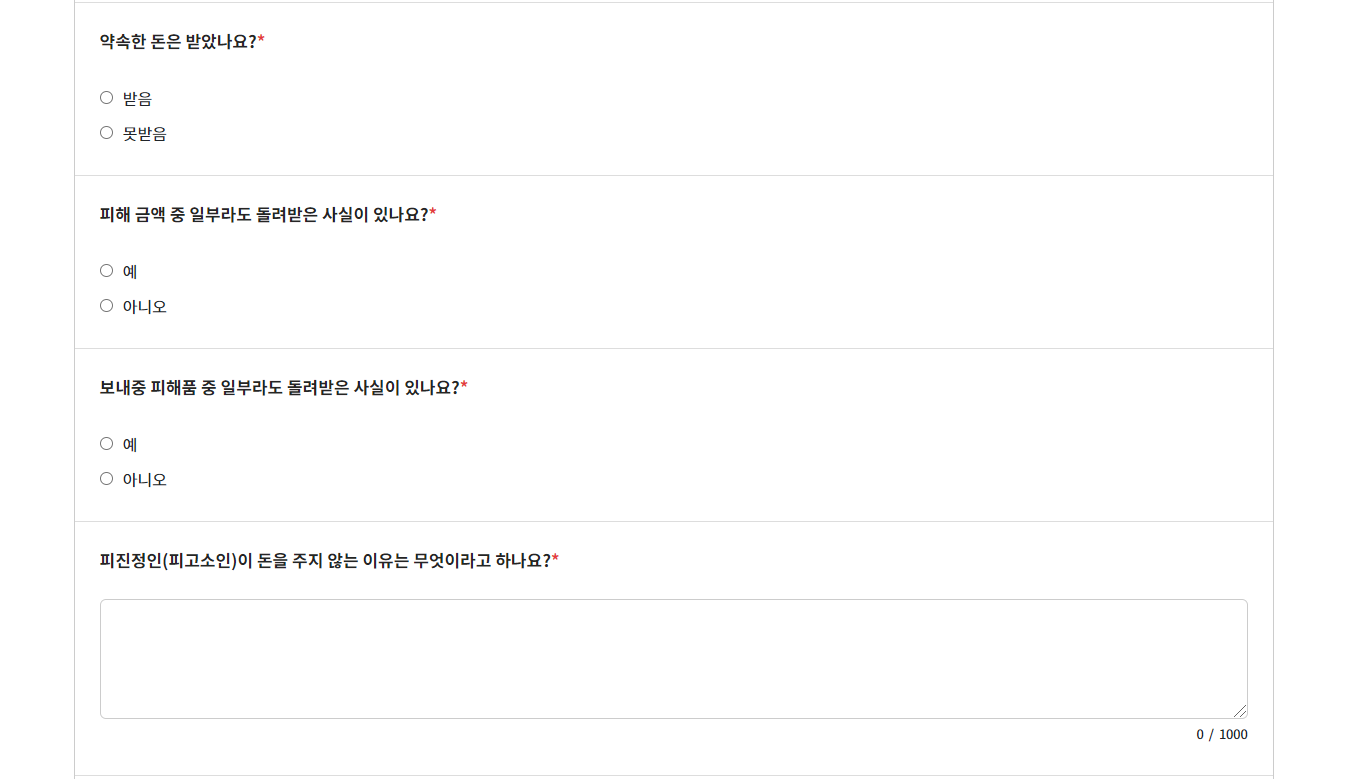 약속한 돈은 받았나요?*
받음
못받음
피해 금액 중 일부라도 돌려받은 사실이 있나요?*
예
아니오
보내중 피해품 중 일부라도 돌려받은 사실이 있나요?*
예
아니오
피진정인(피고소인)이 돈을 주지 않는 이유는 무엇이라고 하나요?*
0 / 1000